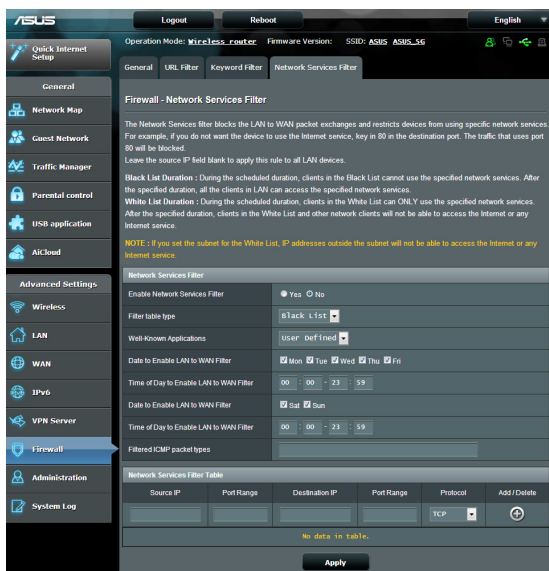 ASUS
Logout
Reboot
English
Operation Mode: Wireless router Firmware Version: SSID: ASUS ASUS_5G
Quick Internet
Setup
General
Network Map
Guest Network
Traffic Manager
Parental control
USB application
AiCloud
Advanced Settings
Wireless
LAN
WAN
IPv6
VPN Server
Firewall
Administration
System Log
General
URL Filter
Keyword Filter
Network Services Filter
Firewall - Network Services Filter
The Network Services filter blocks the LAN to WAN packet exchanges and restricts devices from using specific network services.
For example, if you do not want the device to use the Internet service, key in 80 in the destination port. The traffic that uses port
80 will be blocked.
Leave the source IP field blank to apply this rule to all LAN devices.
Black List Duration : During the scheduled duration, clients in the Black List cannot use the specified network services. After
the specified duration, all the clients in LAN can access the specified network services.
White List Duration : During the scheduled duration, clients in the White List can ONLY use the specified network services.
After the specified duration, clients in the White List and other network clients will not be able to access the Internet or any
Internet service.
NOTE : If you set the subnet for the White List, IP addresses outside the subnet will not be able to access the Internet or any
Internet service.
Network Services Filter
Enable Network Services Filter Yes No
Filter table type Black List
Well-Known Applications User Defined
Date to Enable LAN to WAN Filter Mon Tue Wed Thu Fri
Time of Day to Enable LAN to WAN Filter 00 : 00 - 23 : 59
Date to Enable LAN to WAN Filter Sat Sun
Time of Day to Enable LAN to WAN Filter 00 : 00 - 23 : 59
Filtered ICMP packet types
Network Services Filter Table
Source IP Port Range Destination IP Port Range Protocol Add / Delete
TCP
No data in table.
Apply